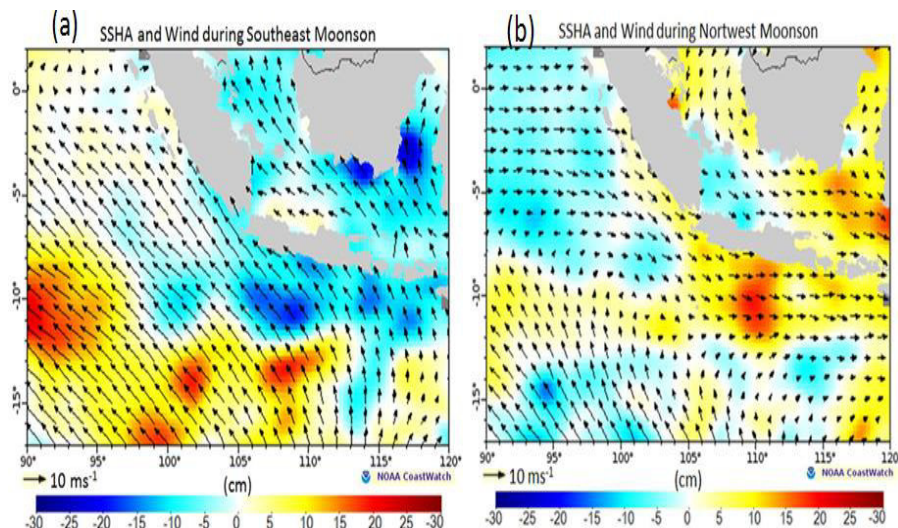 (a)
SSHA and Wind during Southeast Moonson
0°
-5°
-10°
-15°
90° 95° 100° 105° 110° 115° 120°
10 ms⁻¹
(cm)
NOAA CoastWatch
-30 -25 -20 -15 -10 -5 0 5 10 15 20 25 30
(b)
SSHA and Wind during Nortwest Moonson
0°
-5°
-10°
-15°
90° 95° 100° 105° 110° 115° 120°
10 ms⁻¹
(cm)
NOAA CoastWatch
-30 -25 -20 -15 -10 -5 0 5 10 15 20 25 30